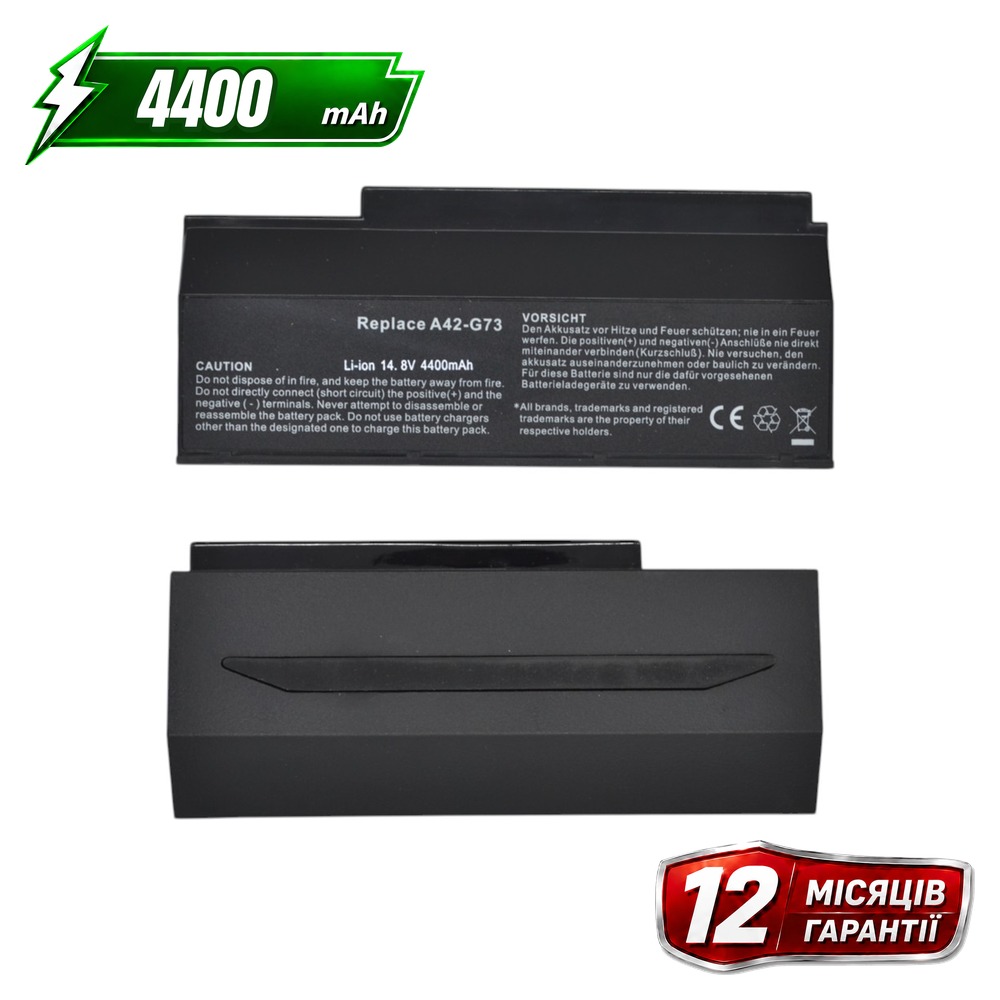 4400 mAh
Replace A42-G73
Li-ion 14.8V 4400mAh
CAUTION
Do not dispose of in fire, and keep the battery away from fire.
Do not directly connect (short circuit) the positive(+) and the
negative (-) terminals. Never attempt to disassemble or
reassemble the battery pack. Do not use battery chargers
other than the designated one to charge this battery pack.
VORSICHT
Den Akkusatz vor Hitze und Feuer schützen; nie in ein Feuer
werfen. Die positiven(+) und negativen(-) Anschlüße nie direkt
miteinander verbinden (Kurzschluß). Nie versuchen, den
akkusatz auseinanderzunehmen oder baulich zu verändern.
Für diese Batterie sind nur die dafür vorgesehenen
Batterieladegeräte zu verwenden.
*All brands, trademarks and registered
trademarks are the property of their
respective holders.
CE
12
МІСЯЦІВ
ГАРАНТІЇ